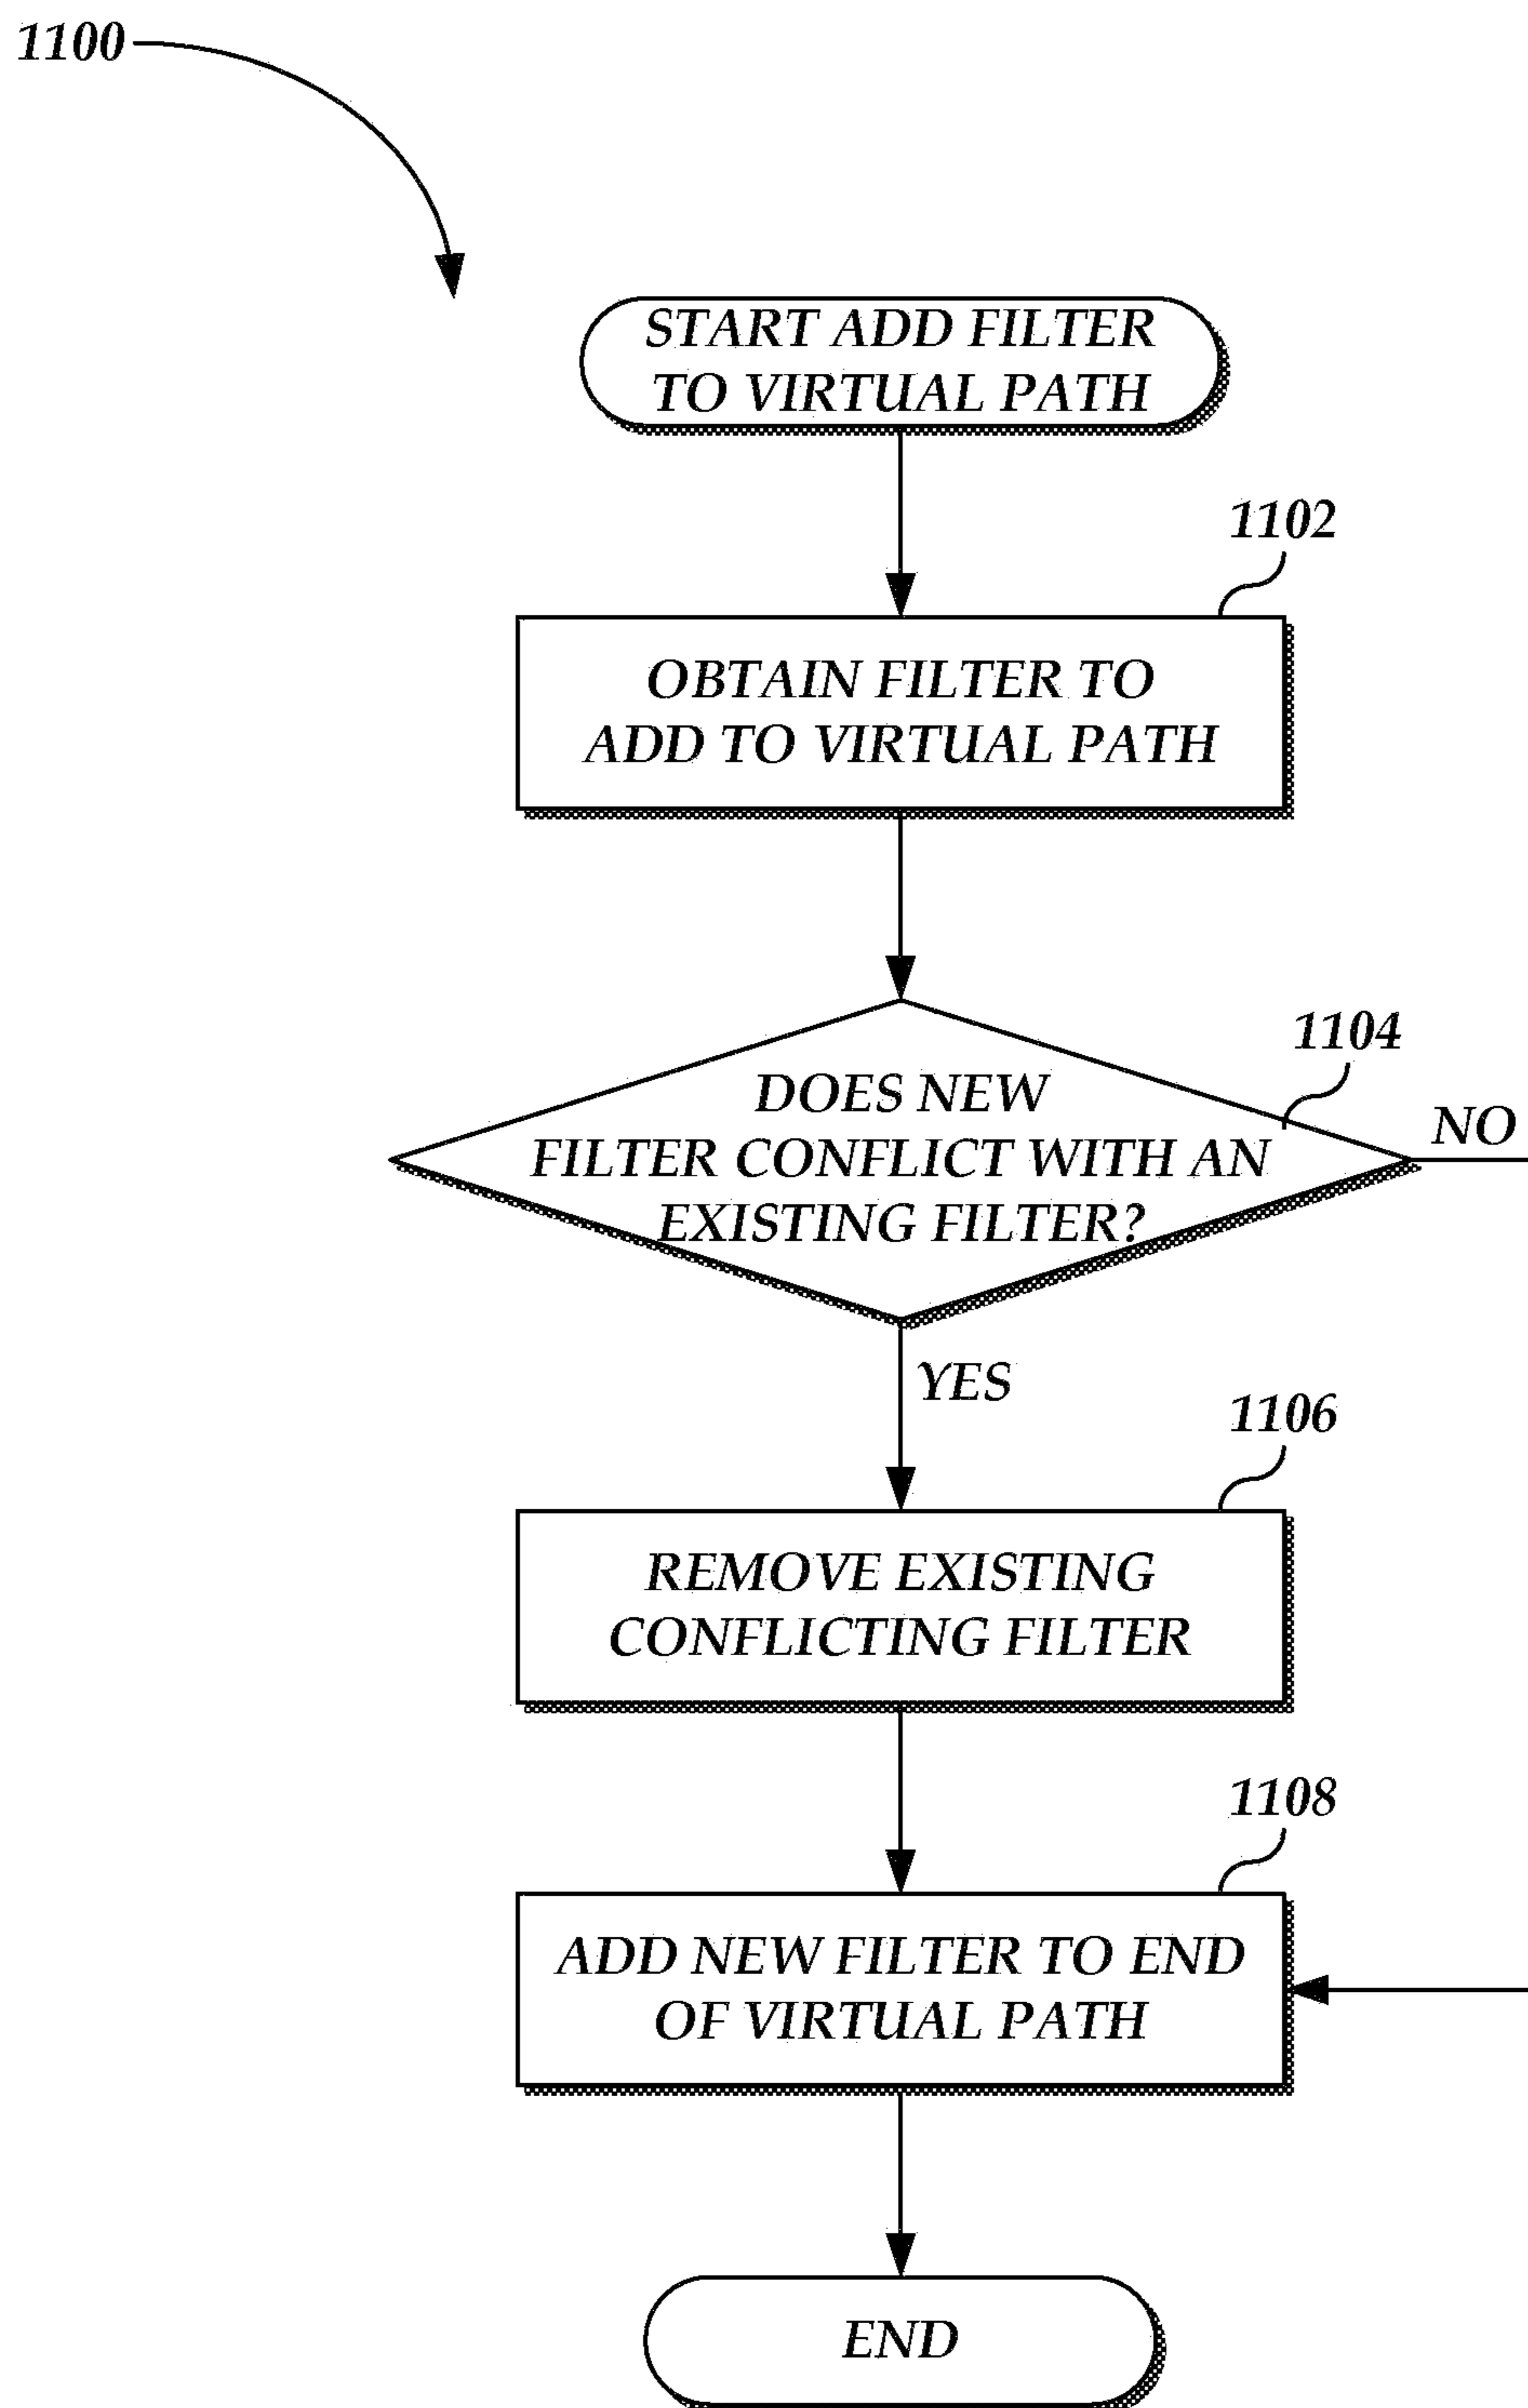 1100
START ADD FILTER
TO VIRTUAL PATH
1102
OBTAIN FILTER TO
ADD TO VIRTUAL PATH
1104
DOES NEW
FILTER CONFLICT WITH AN
EXISTING FILTER?
NO
YES
1106
REMOVE EXISTING
CONFLICTING FILTER
1108
ADD NEW FILTER TO END
OF VIRTUAL PATH
END